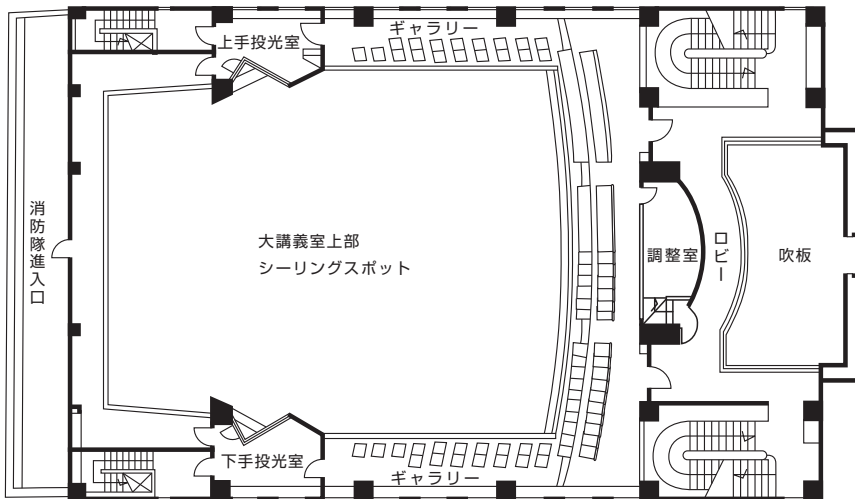 ギャラリー
上手投光室
消防隊進入口
大講義室上部
シーリングスポット
調整室
ロビー
吹板
下手投光室
ギャラリー